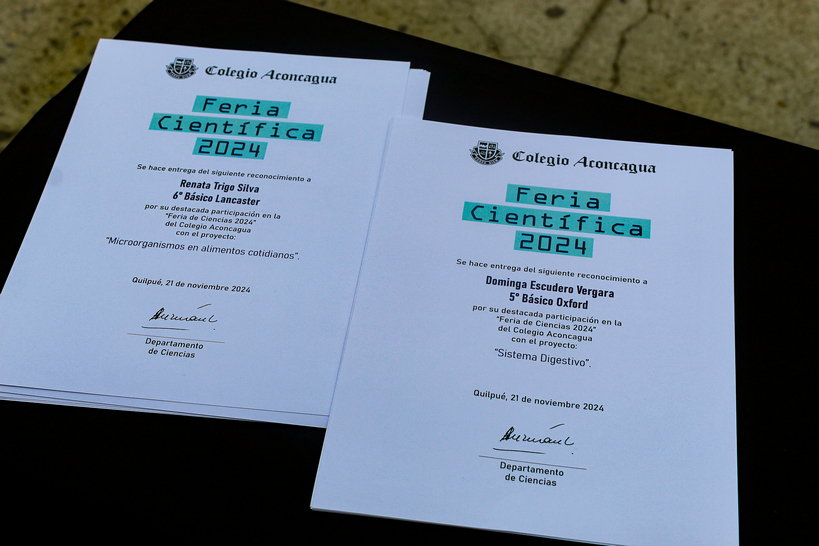 Colegio Aconcagua
Feria
Científica
2024
Se hace entrega del siguiente reconocimiento a
Renata Trigo Silva
6° Básico Lancaster
por su destacada participación en la
"Feria de Ciencias 2024"
del Colegio Aconcagua
con el proyecto:
"Microorganismos en alimentos cotidianos".
Quilpué, 21 de noviembre 2024
Departamento
de Ciencias
Colegio Aconcagua
Feria
Científica
2024
Se hace entrega del siguiente reconocimiento a
Dominga Escudero Vergara
5° Básico Oxford
por su destacada participación en la
"Feria de Ciencias 2024"
del Colegio Aconcagua
con el proyecto:
"Sistema Digestivo".
Quilpué, 21 de noviembre 2024
Departamento
de Ciencias